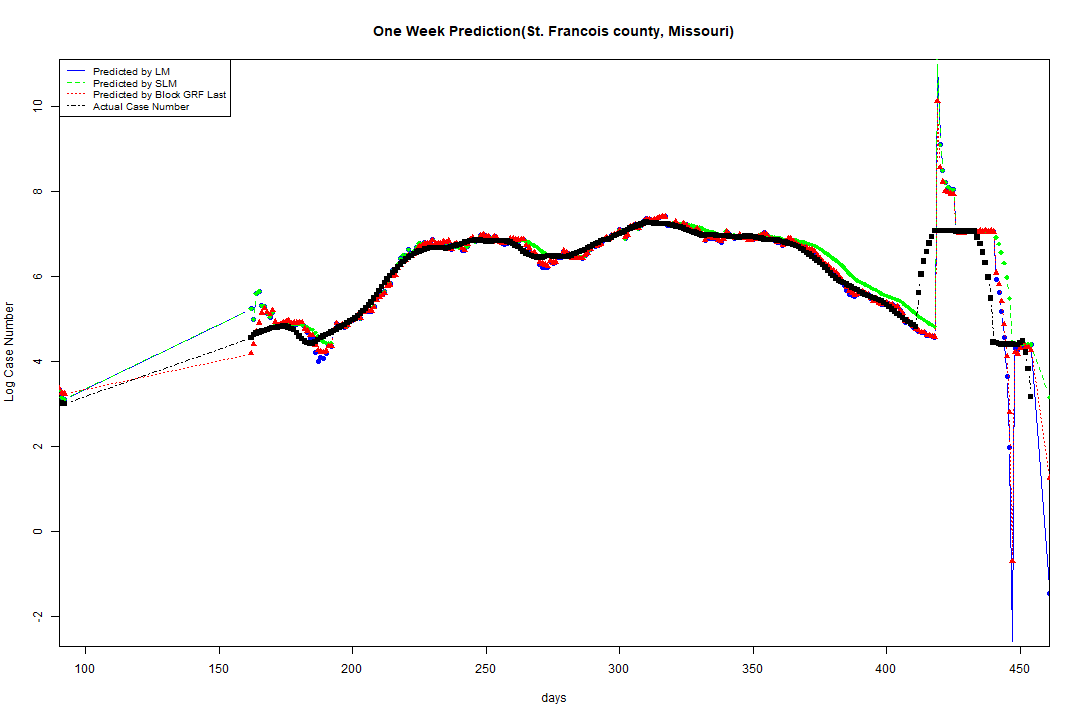 One Week Prediction(St. Francois county, Missouri)
Predicted by LM
Predicted by SLM
Predicted by Block GRF Last
Actual Case Number
Log Case Number
10
8
6
4
2
0
-2
100 150 200 250 300 350 400 450
days